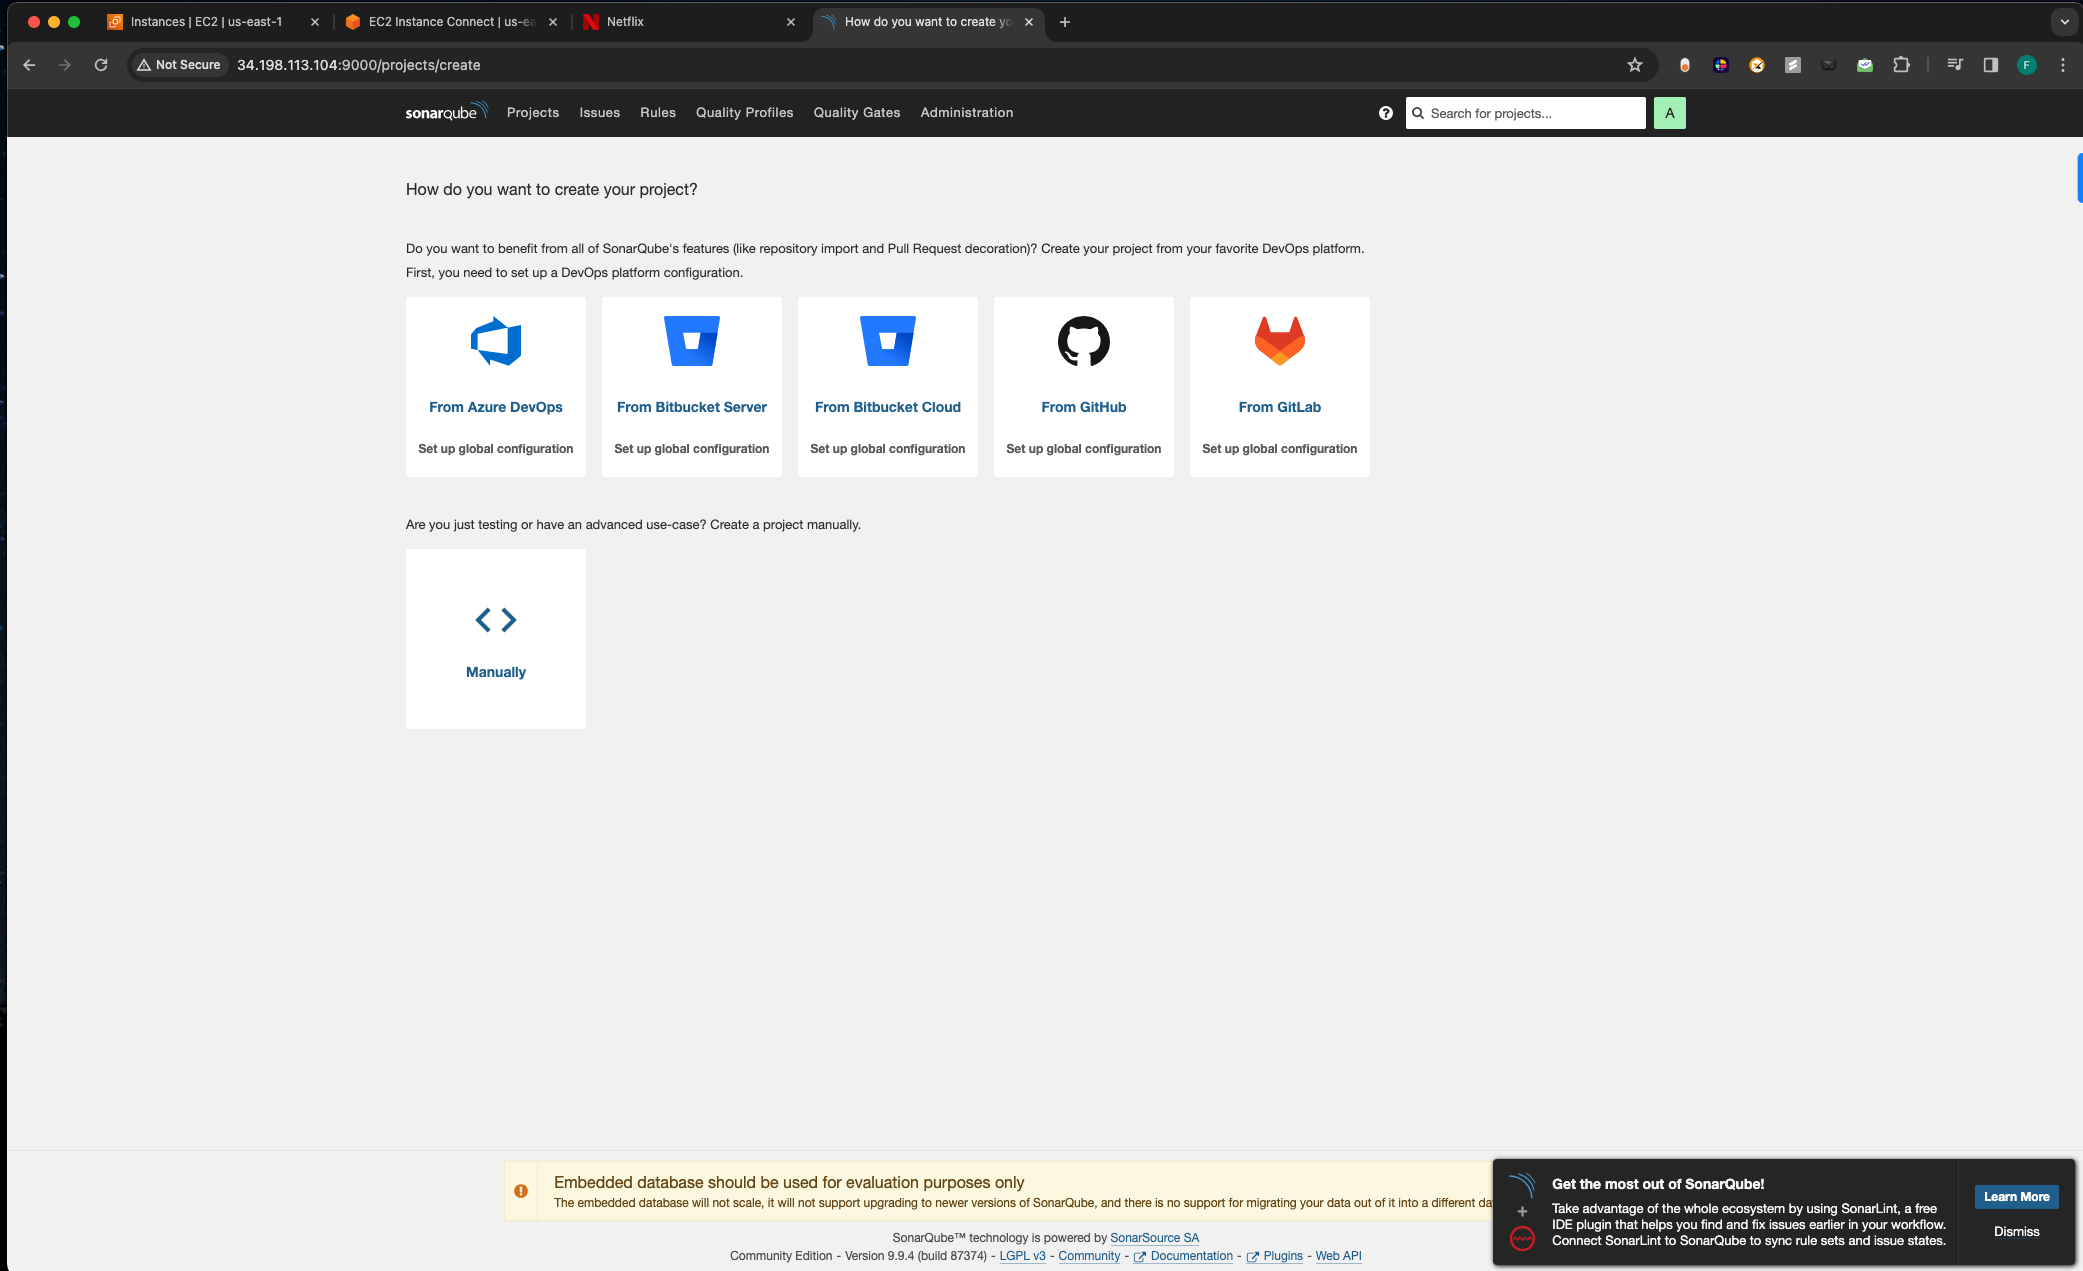 Instances | EC2 | us-east-1
EC2 Instance Connect | us-ea
Netflix
How do you want to create yo
Not Secure
34.198.113.104:9000/projects/create
F
sonarqube
Projects
Issues
Rules
Quality Profiles
Quality Gates
Administration
?
Search for projects...
A
How do you want to create your project?
Do you want to benefit from all of SonarQube's features (like repository import and Pull Request decoration)? Create your project from your favorite DevOps platform.
First, you need to set up a DevOps platform configuration.
From Azure DevOps
From Bitbucket Server
From Bitbucket Cloud
From GitHub
From GitLab
Set up global configuration
Set up global configuration
Set up global configuration
Set up global configuration
Set up global configuration
Are you just testing or have an advanced use-case? Create a project manually.
Manually
Embedded database should be used for evaluation purposes only
The embedded database will not scale, it will not support upgrading to newer versions of SonarQube, and there is no support for migrating your data out of it into a different da
SonarQube™ technology is powered by SonarSource SA
Community Edition - Version 9.9.4 (build 87374) - LGPL v3 - Community - Documentation - Plugins - Web API
Get the most out of SonarQube!
Take advantage of the whole ecosystem by using SonarLint, a free
IDE plugin that helps you find and fix issues earlier in your workflow.
Connect SonarLint to SonarQube to sync rule sets and issue states.
Learn More
Dismiss